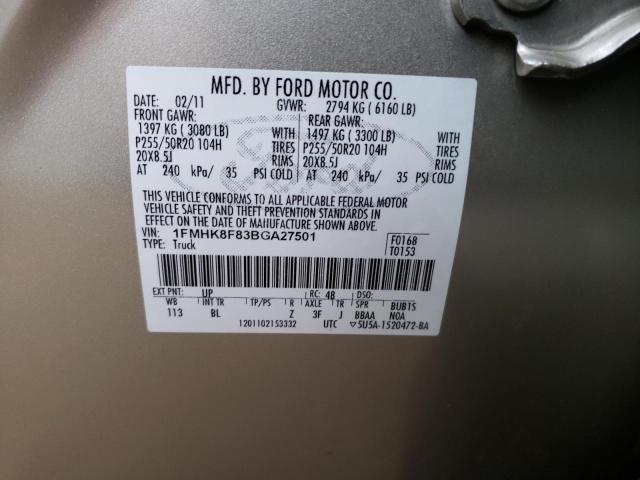 MFD. BY FORD MOTOR CO.
DATE: 02/11 GVWR: 2794 KG ( 6160 LB)
FRONT GAWR: REAR GAWR:
1397 KG ( 3080 LB) WITH 1497 KG ( 3300 LB) WITH
P255/50R20 104H TIRES P255/50R20 104H TIRES
20X8.5J RIMS 20X8.5J RIMS
AT 240 kPa/ 35 PSI COLD AT 240 kPa/ 35 PSI COLD
THIS VEHICLE CONFORMS TO ALL APPLICABLE FEDERAL MOTOR
VEHICLE SAFETY AND THEFT PREVENTION STANDARDS IN
EFFECT ON THE DATE OF MANUFACTURE SHOWN ABOVE.
VIN: 1FMHK8F83BGA27501 F0168
TYPE: Truck T0153
EXT PNT: UP RC: 48 DSO:
WB INT TR TP/PS R AXLE TR SPR BUB1S
113 BL Z 3F J BBAA NOA
1201102153332 UTC ▽5U5A-1520472-BA
Ford